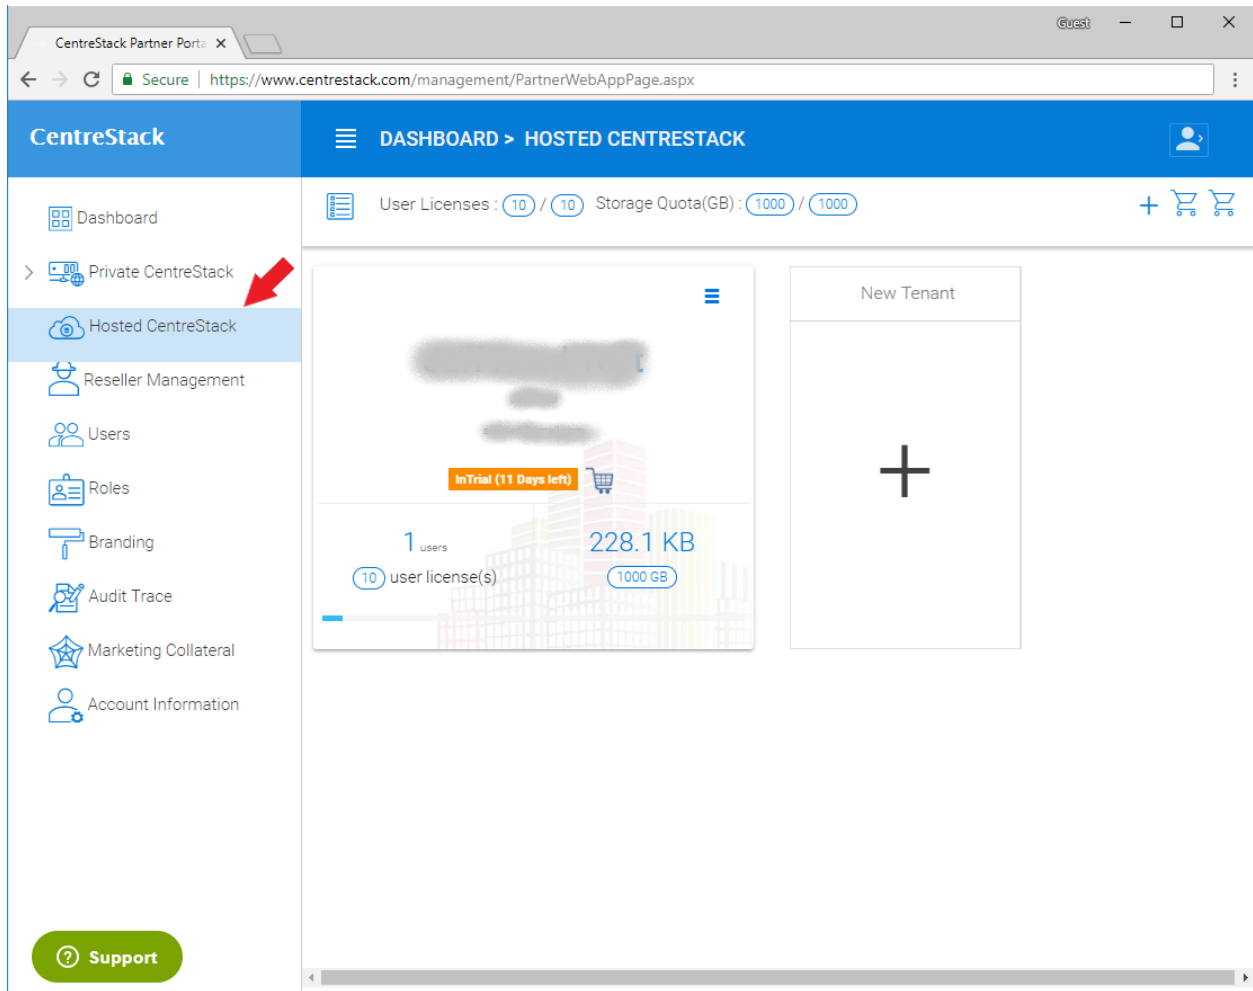 Guest
CentreStack Partner Porta
Secure | https://www.centrestack.com/management/PartnerWebAppPage.aspx
CentreStack
DASHBOARD > HOSTED CENTRESTACK
User Licenses : 10 / 10 Storage Quota(GB) : 1000 / 1000
Dashboard
Private CentreStack
Hosted CentreStack
Reseller Management
Users
Roles
Branding
Audit Trace
Marketing Collateral
Account Information
Support
InTrial (11 Days left)
1 users
228.1 KB
10 user license(s)
1000 GB
New Tenant